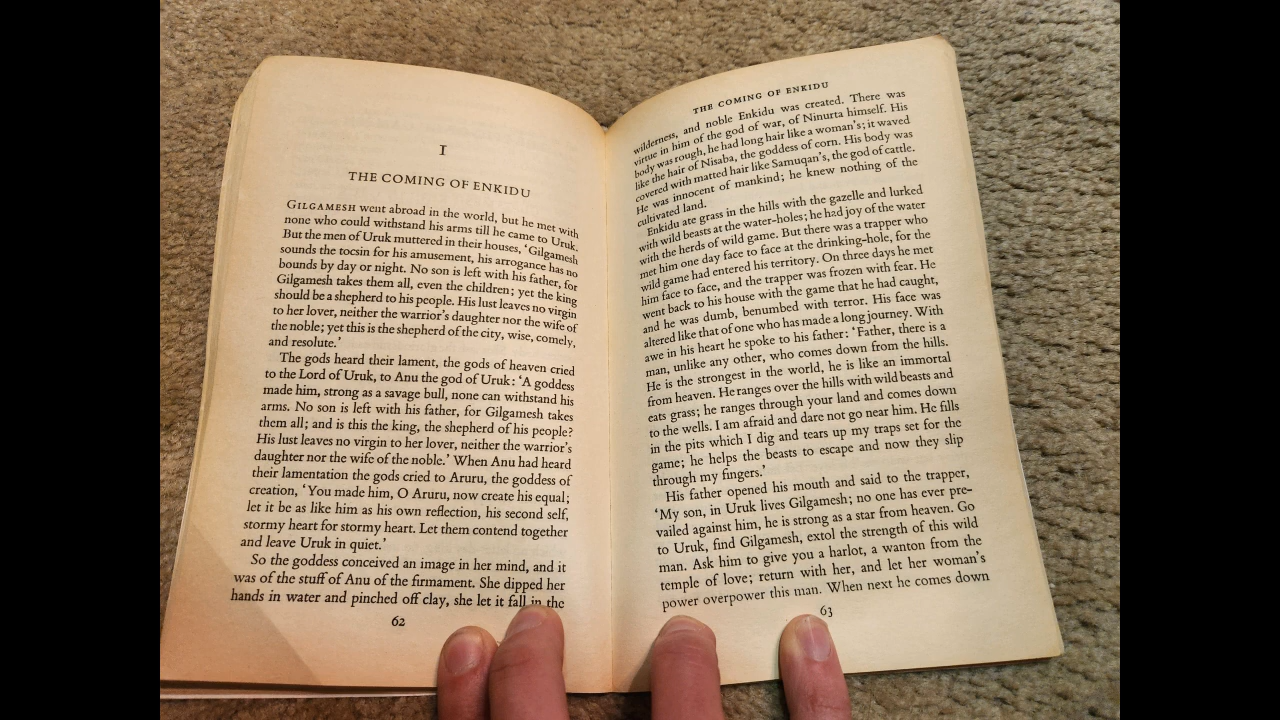 I
THE COMING OF ENKIDU
GILGAMESH went abroad in the world, but he met with
none who could withstand his arms till he came to Uruk.
But the men of Uruk muttered in their houses, ‘Gilgamesh
sounds the tocsin for his amusement, his arrogance has no
bounds by day or night. No son is left with his father, for
Gilgamesh takes them all, even the children; yet the king
should be a shepherd to his people. His lust leaves no virgin
to her lover, neither the warrior's daughter nor the wife of
the noble; yet this is the shepherd of the city, wise, comely,
and resolute.’
The gods heard their lament, the gods of heaven cried
to the Lord of Uruk, to Anu the god of Uruk: ‘A goddess
made him, strong as a savage bull, none can withstand his
arms. No son is left with his father, for Gilgamesh takes
them all; and is this the king, the shepherd of his people?
His lust leaves no virgin to her lover, neither the warrior's
daughter nor the wife of the noble.’ When Anu had heard
their lamentation the gods cried to Aruru, the goddess of
creation, ‘You made him, O Aruru, now create his equal;
let it be as like him as his own reflection, his second self,
stormy heart for stormy heart. Let them contend together
and leave Uruk in quiet.’
So the goddess conceived an image in her mind, and it
was of the stuff of Anu of the firmament. She dipped her
hands in water and pinched off clay, she let it fall in the
62
THE COMING OF ENKIDU
wilderness, and noble Enkidu was created. There was
virtue in him of the god of war, of Ninurta himself. His
body was rough, he had long hair like a woman's; it waved
like the hair of Nisaba, the goddess of corn. His body was
covered with matted hair like Samuqan's, the god of cattle.
He was innocent of mankind; he knew nothing of the
cultivated land.
Enkidu ate grass in the hills with the gazelle and lurked
with wild beasts at the water-holes; he had joy of the water
with the herds of wild game. But there was a trapper who
met him one day face to face at the drinking-hole, for the
wild game had entered his territory. On three days he met
him face to face, and the trapper was frozen with fear. He
went back to his house with the game that he had caught,
and he was dumb, benumbed with terror. His face was
altered like that of one who has made a long journey. With
awe in his heart he spoke to his father: ‘Father, there is a
man, unlike any other, who comes down from the hills.
He is the strongest in the world, he is like an immortal
from heaven. He ranges over the hills with wild beasts and
eats grass; he ranges through your land and comes down
to the wells. I am afraid and dare not go near him. He fills
in the pits which I dig and tears up my traps set for the
game; he helps the beasts to escape and now they slip
through my fingers.’
His father opened his mouth and said to the trapper,
‘My son, in Uruk lives Gilgamesh; no one has ever pre-
vailed against him, he is strong as a star from heaven. Go
to Uruk, find Gilgamesh, extol the strength of this wild
man. Ask him to give you a harlot, a wanton from the
temple of love; return with her, and let her woman's
power overpower this man. When next he comes down
63